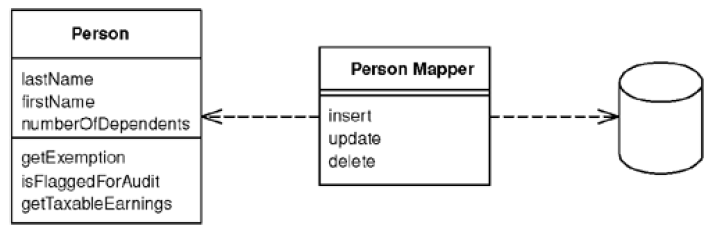 Person
lastName
firstName
numberOfDependents
getExemption
isFlaggedForAudit
getTaxableEarnings
Person Mapper
insert
update
delete